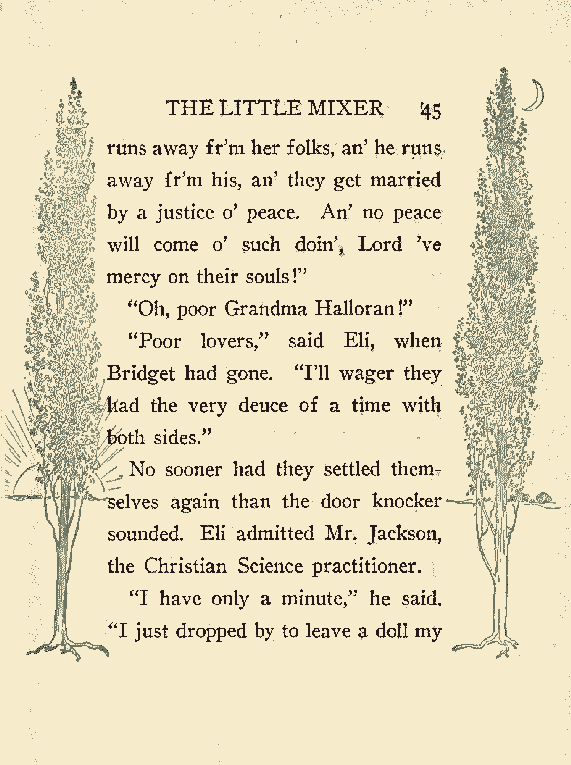 THE LITTLE MIXER 45
runs away fr'm her folks, an' he runs
away fr'm his, an' they get married
by a justice o' peace. An' no peace
will come o' such doin', Lord 've
mercy on their souls!"
"Oh, poor Grandma Halloran!"
"Poor lovers," said Eli, when
Bridget had gone. "I'll wager they
had the very deuce of a time with
both sides."
No sooner had they settled them-
selves again than the door knocker
sounded. Eli admitted Mr. Jackson,
the Christian Science practitioner.
"I have only a minute," he said.
"I just dropped by to leave a doll my